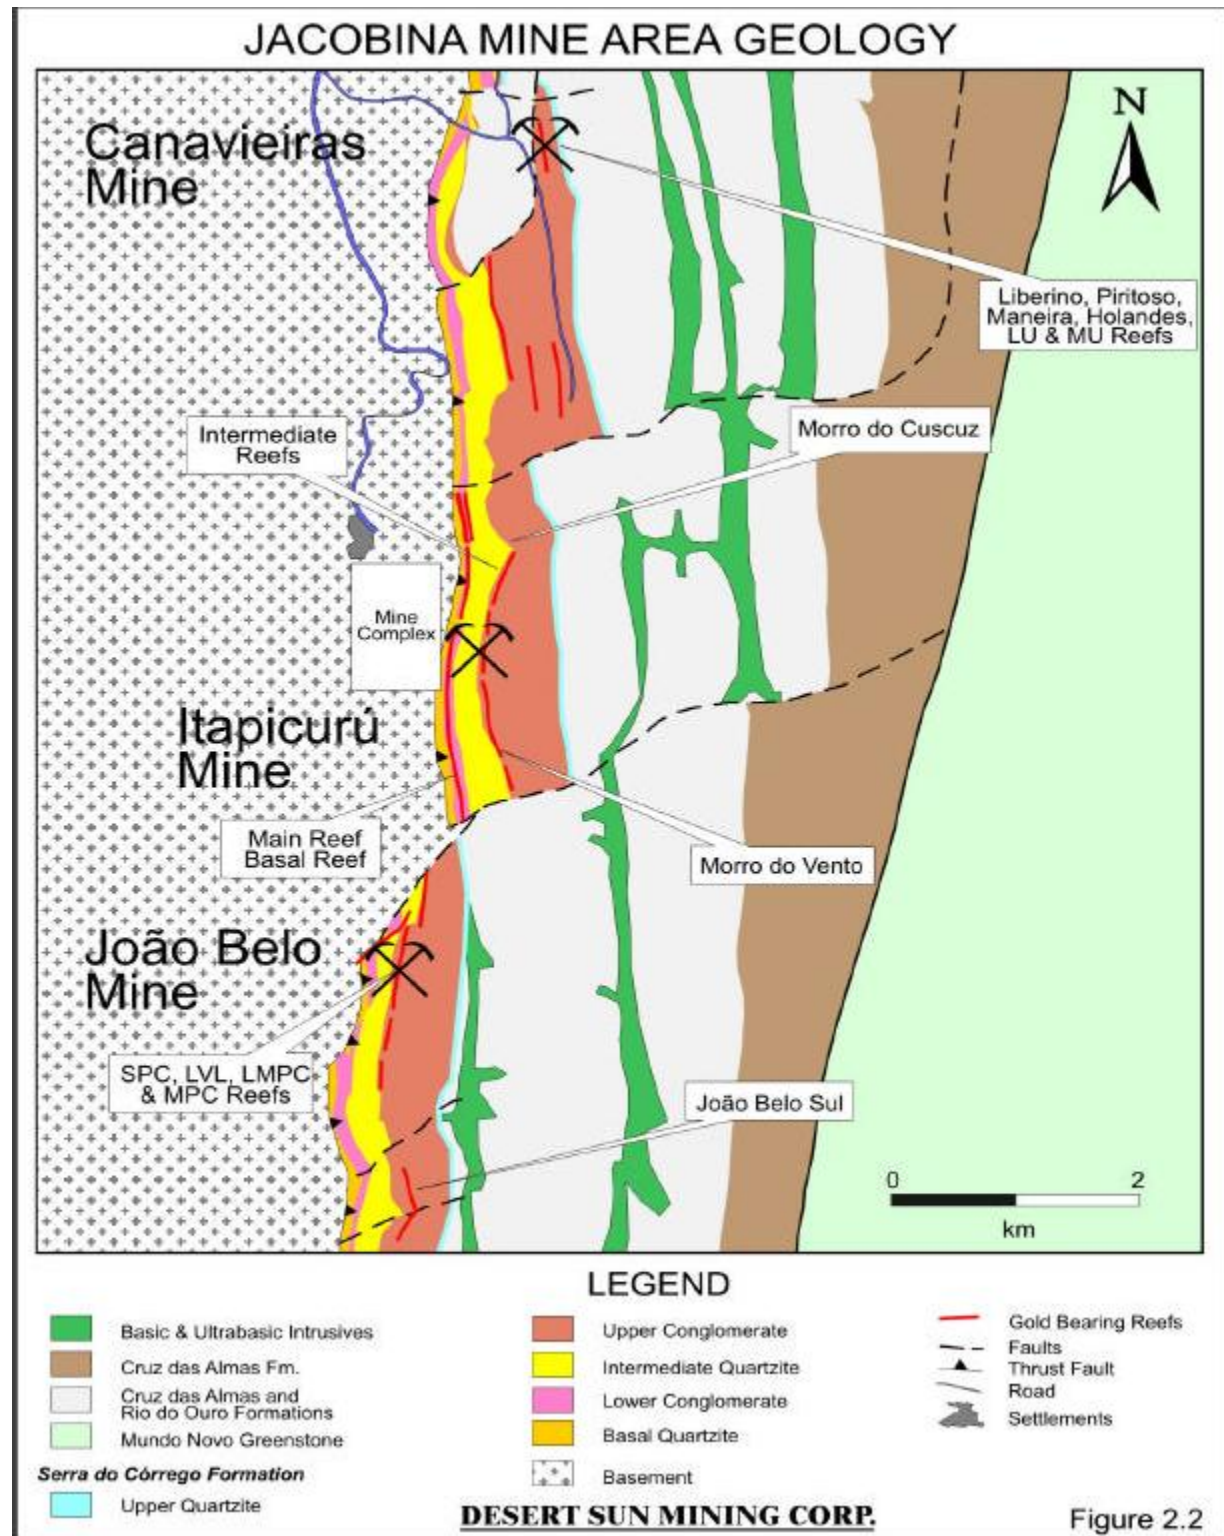 JACOBINA MINE AREA GEOLOGY
N
Canavieiras
Mine
Liberino, Piritoso,
Maneira, Holandes,
LU & MU Reefs
Intermediate
Reefs
Morro do Cuscuz
Mine
Complex
Itapicurú
Mine
Main Reef
Basal Reef
Morro do Vento
João Belo
Mine
SPC, LVL, LMPC
& MPC Reefs
João Belo Sul
0 2
km
LEGEND
Basic & Ultrabasic Intrusives
Cruz das Almas Fm.
Cruz das Almas and
Rio do Ouro Formations
Mundo Novo Greenstone
Serra do Córrego Formation
Upper Quartzite
Upper Conglomerate
Intermediate Quartzite
Lower Conglomerate
Basal Quartzite
Basement
Gold Bearing Reefs
Faults
Thrust Fault
Road
Settlements
DESERT SUN MINING CORP.
Figure 2.2